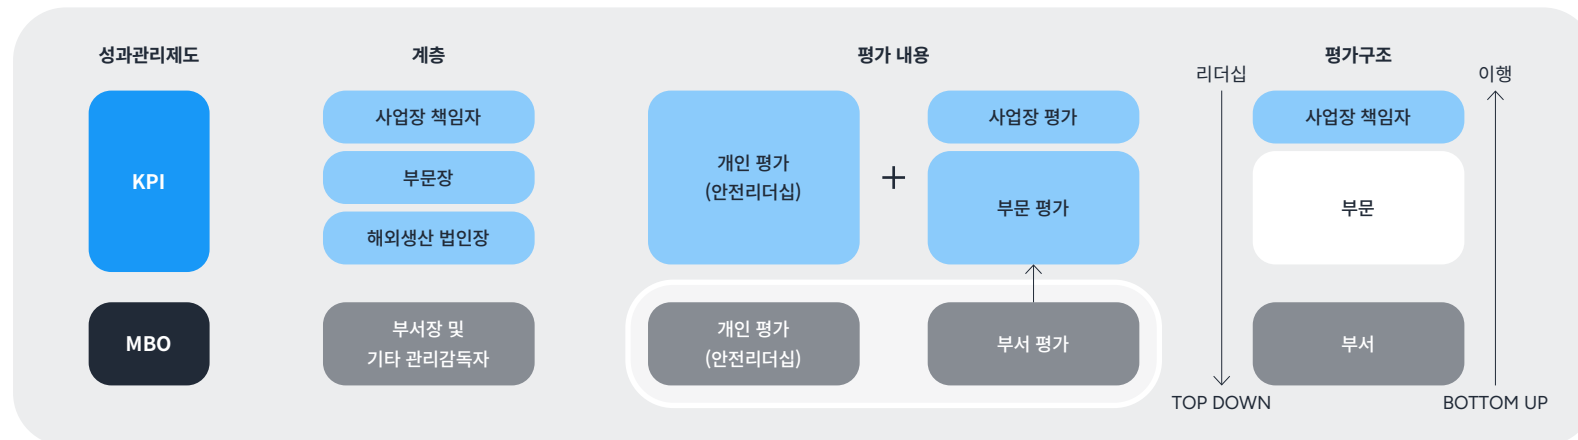 성과관리제도
계층
평가 내용
평가구조
리더십
이행
KPI
사업장 책임자
부문장
해외생산 법인장
개인 평가
(안전리더십)
+
사업장 평가
부문 평가
사업장 책임자
부문
MBO
부서장 및
기타 관리감독자
개인 평가
(안전리더십)
부서 평가
부서
TOP DOWN
BOTTOM UP